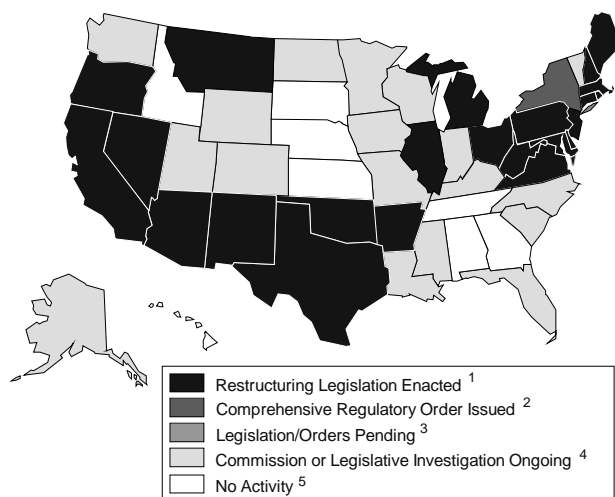 Restructuring Legislation Enacted 1
Comprehensive Regulatory Order Issued 2
Legislation/Orders Pending 3
Commission or Legislative Investigation Ongoing 4
No Activity 5